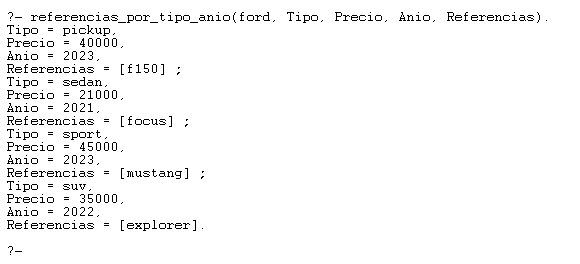 ?- referencias_por_tipo_anio(ford, Tipo, Precio, Anio, Referencias).
Tipo = pickup,
Precio = 40000,
Anio = 2023,
Referencias = [f150] ;
Tipo = sedan,
Precio = 21000,
Anio = 2021,
Referencias = [focus] ;
Tipo = sport,
Precio = 45000,
Anio = 2023,
Referencias = [mustang] ;
Tipo = suv,
Precio = 35000,
Anio = 2022,
Referencias = [explorer].
?-